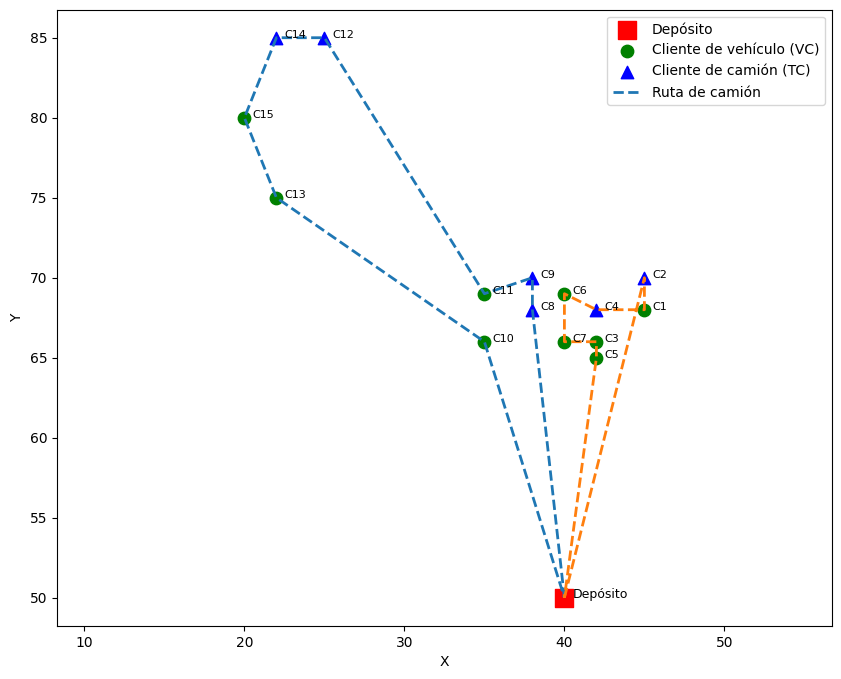 Depósito
Cliente de vehículo (VC)
Cliente de camión (TC)
Ruta de camión
85
80
75
70
65
60
55
50
Y
C14
C12
C15
C13
C9
C2
C11
C6
C8
C4
C1
C10
C7
C3
C5
Depósito
10
20
30
40
50
X